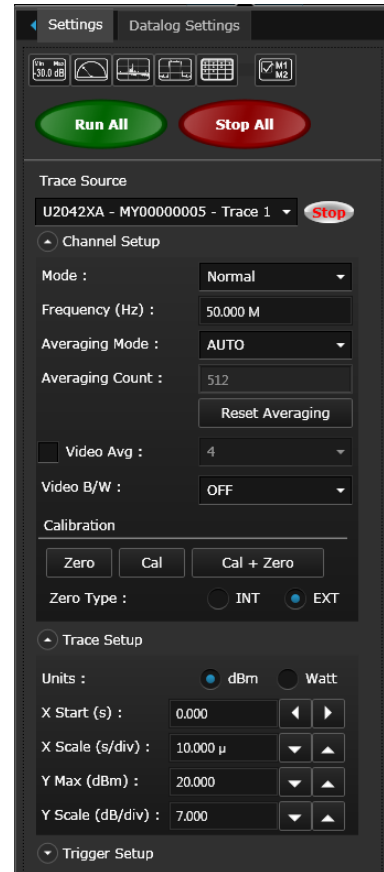 Settings Datalog Settings
Vin Max
-30.0 dB
M1
M2
Run All Stop All
Trace Source
U2042XA - MY00000005 - Trace 1 Stop
Channel Setup
Mode : Normal
Frequency (Hz) : 50.000 M
Averaging Mode : AUTO
Averaging Count : 512
Reset Averaging
Video Avg : 4
Video B/W : OFF
Calibration
Zero Cal Cal + Zero
Zero Type : INT EXT
Trace Setup
Units : dBm Watt
X Start (s) : 0.000
X Scale (s/div) : 10.000 µ
Y Max (dBm) : 20.000
Y Scale (dB/div) : 7.000
Trigger Setup